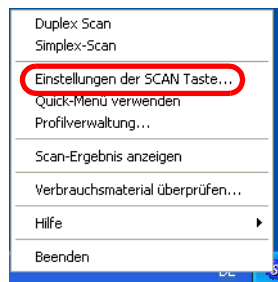 Duplex Scan
Simplex-Scan
Einstellungen der SCAN Taste...
Quick-Menü verwenden
Profilverwaltung...
Scan-Ergebnis anzeigen
Verbrauchsmaterial überprüfen...
Hilfe
Beenden